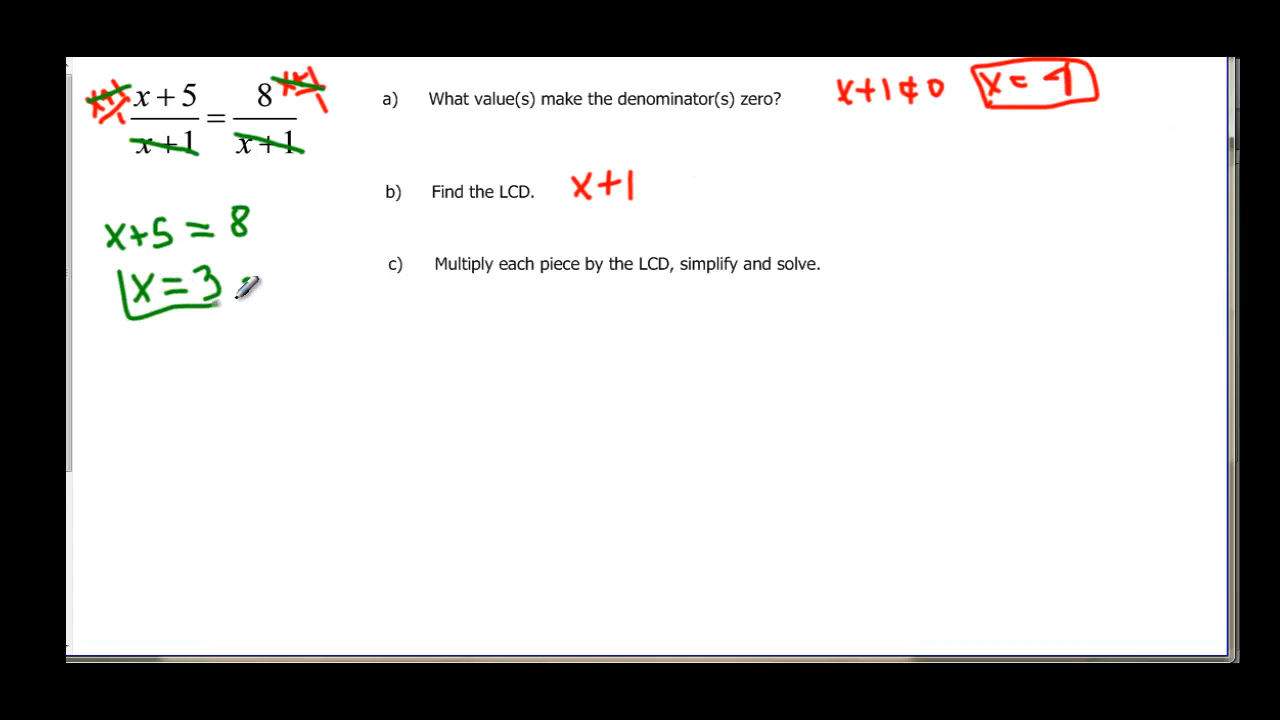 x + 5 / x + 1 = 8 / x + 1
a) What value(s) make the denominator(s) zero? x+1≠0 x = -1
b) Find the LCD. x+1
x+5 = 8
c) Multiply each piece by the LCD, simplify and solve.
x = 3